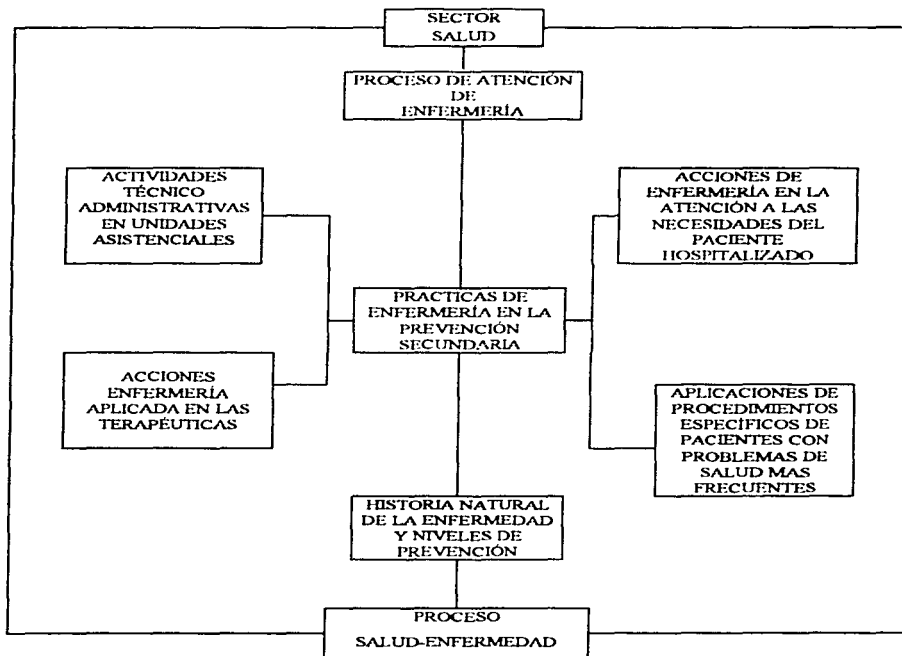 SECTOR
SALUD
PROCESO DE ATENCIÓN
DE
ENFERMERÍA
ACTIVIDADES
TÉCNICO
ADMINISTRATIVAS
EN UNIDADES
ASISTENCIALES
ACCIONES DE
ENFERMERÍA EN LA
ATENCIÓN A LAS
NECESIDADES DEL
PACIENTE
HOSPITALIZADO
PRACTICAS DE
ENFERMERÍA EN LA
PREVENCIÓN
SECUNDARIA
ACCIONES
ENFERMERÍA
APLICADA EN LAS
TERAPÉUTICAS
APLICACIONES DE
PROCEDIMIENTOS
ESPECÍFICOS DE
PACIENTES CON
PROBLEMAS DE
SALUD MAS
FRECUENTES
HISTORIA NATURAL
DE LA ENFERMEDAD
Y NIVELES DE
PREVENCIÓN
PROCESO
SALUD-ENFERMEDAD